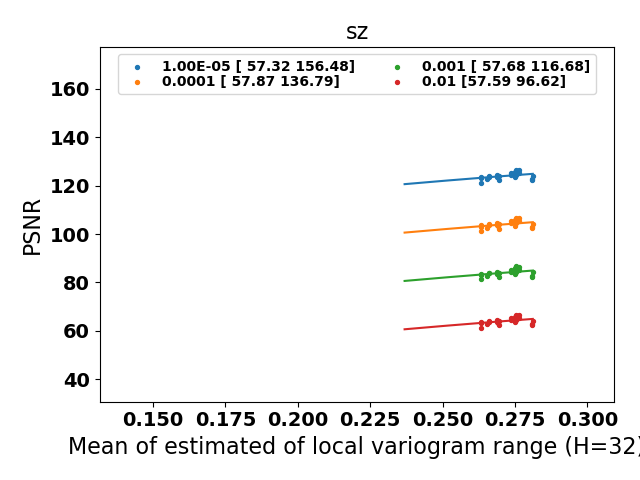 sz
1.00E-05 [ 57.32 156.48]
0.0001 [ 57.87 136.79]
0.001 [ 57.68 116.68]
0.01 [57.59 96.62]
PSNR
160
140
120
100
80
60
40
0.150 0.175 0.200 0.225 0.250 0.275 0.300
Mean of estimated of local variogram range (H=32)